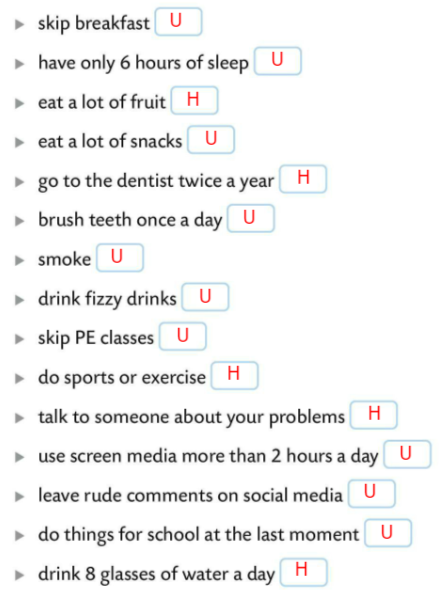 skip breakfast U
have only 6 hours of sleep U
eat a lot of fruit H
eat a lot of snacks U
go to the dentist twice a year H
brush teeth once a day U
smoke U
drink fizzy drinks U
skip PE classes U
do sports or exercise H
talk to someone about your problems H
use screen media more than 2 hours a day U
leave rude comments on social media U
do things for school at the last moment U
drink 8 glasses of water a day H